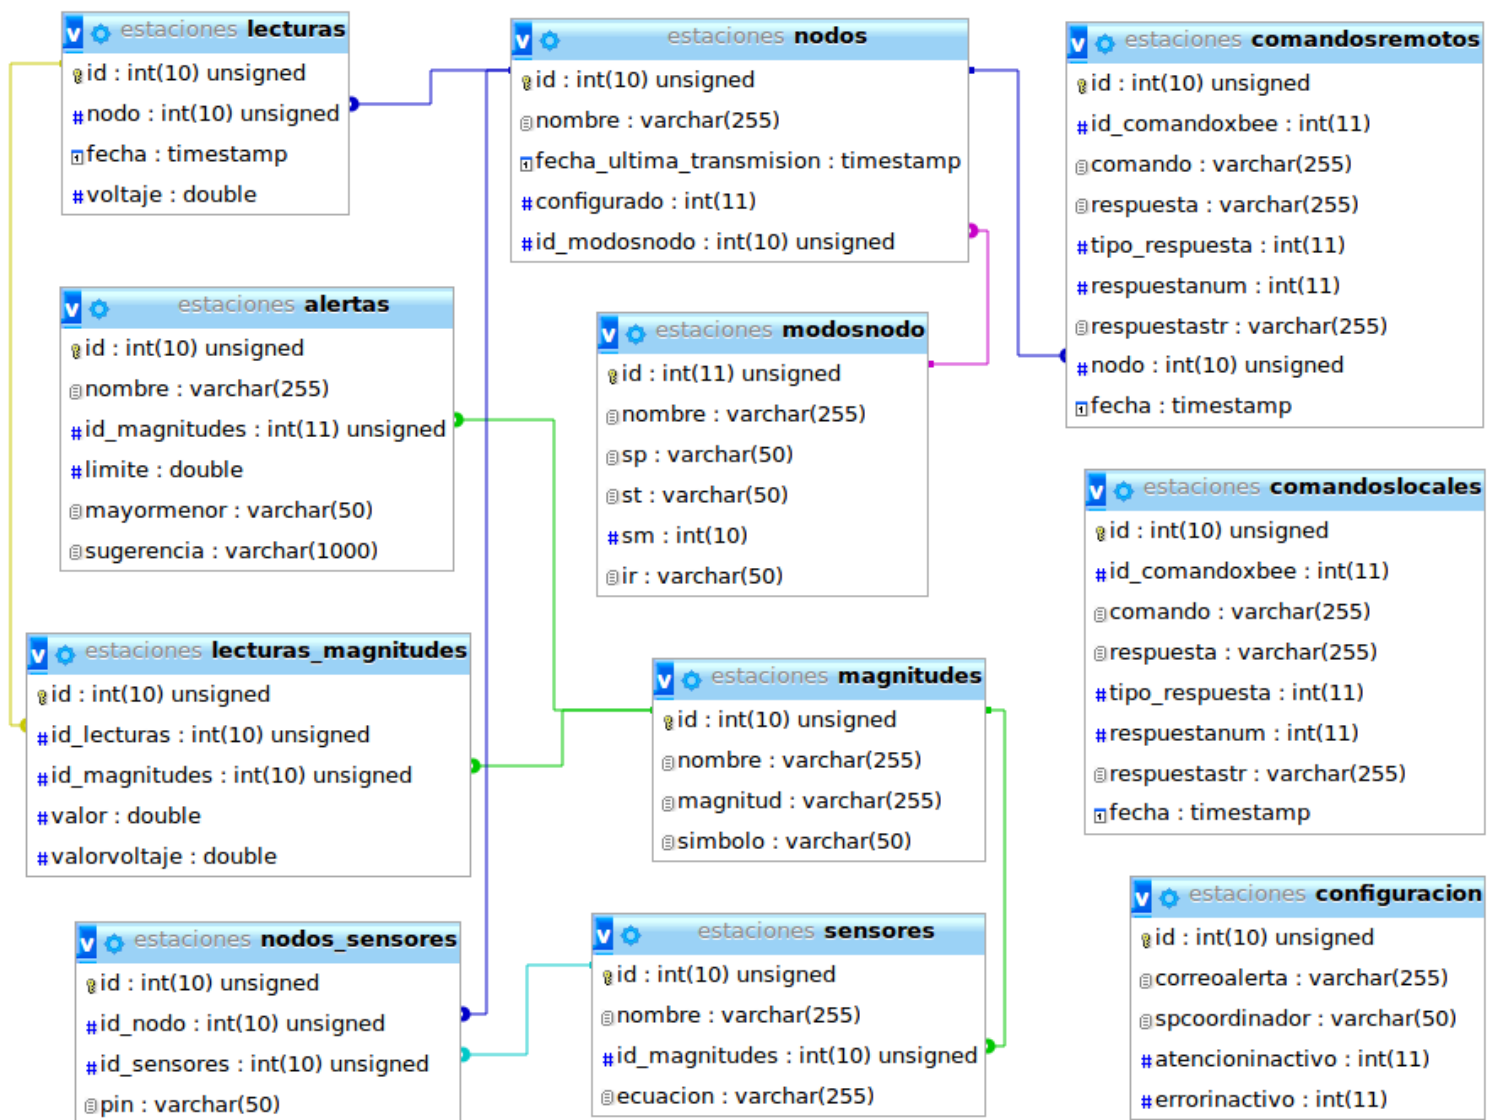 v estaciones lecturas
id : int(10) unsigned
# nodo : int(10) unsigned
fecha : timestamp
# voltaje : double
v estaciones nodos
id : int(10) unsigned
nombre : varchar(255)
fecha_ultima_transmision : timestamp
# configurado : int(11)
# id_modosnodo : int(10) unsigned
v estaciones comandosremotos
id : int(10) unsigned
# id_comandoxbee : int(11)
comando : varchar(255)
respuesta : varchar(255)
# tipo_respuesta : int(11)
# respuestanum : int(11)
respuestastr : varchar(255)
# nodo : int(10) unsigned
fecha : timestamp
v estaciones alertas
id : int(10) unsigned
nombre : varchar(255)
# id_magnitudes : int(11) unsigned
# limite : double
mayormenor : varchar(50)
sugerencia : varchar(1000)
v estaciones modosnodo
id : int(11) unsigned
nombre : varchar(255)
sp : varchar(50)
st : varchar(50)
# sm : int(10)
ir : varchar(50)
v estaciones comandoslocales
id : int(10) unsigned
# id_comandoxbee : int(11)
comando : varchar(255)
respuesta : varchar(255)
# tipo_respuesta : int(11)
# respuestanum : int(11)
respuestastr : varchar(255)
fecha : timestamp
v estaciones lecturas_magnitudes
id : int(10) unsigned
# id_lecturas : int(10) unsigned
# id_magnitudes : int(10) unsigned
# valor : double
# valorvoltaje : double
v estaciones magnitudes
id : int(10) unsigned
nombre : varchar(255)
magnitud : varchar(255)
simbolo : varchar(50)
v estaciones configuracion
id : int(10) unsigned
correoalerta : varchar(255)
spcoordinador : varchar(50)
# atencioninactivo : int(11)
# errorinactivo : int(11)
v estaciones nodos_sensores
id : int(10) unsigned
# id_nodo : int(10) unsigned
# id_sensores : int(10) unsigned
pin : varchar(50)
v estaciones sensores
id : int(10) unsigned
nombre : varchar(255)
# id_magnitudes : int(10) unsigned
ecuacion : varchar(255)